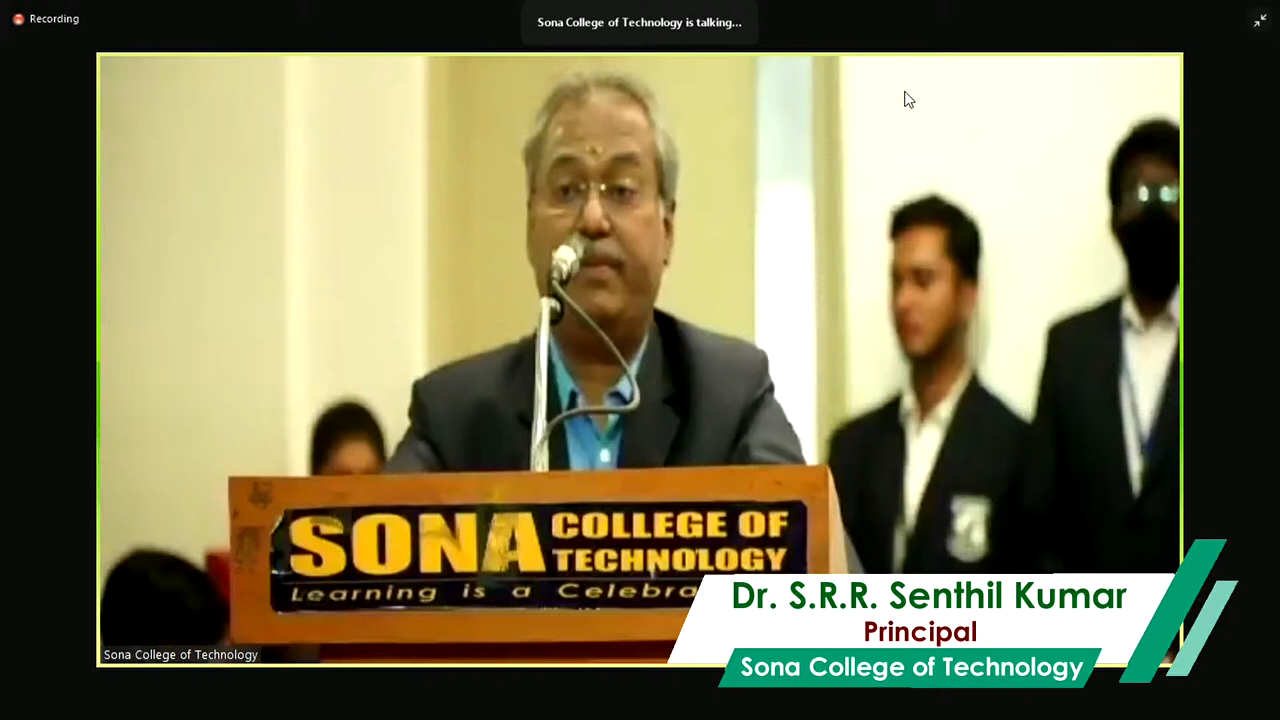 Recording
Sona College of Technology is talking...
SONA COLLEGE OF
TECHNOLOGY
Learning is a Celebra
Dr. S.R.R. Senthil Kumar
Principal
Sona College of Technology
Sona College of Technology